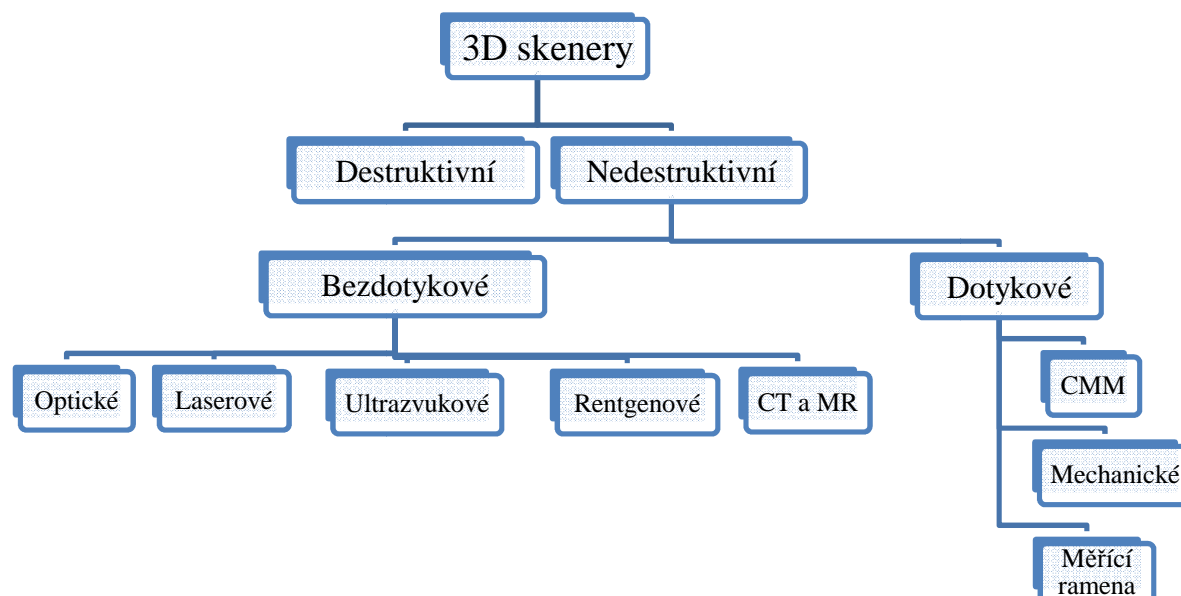 3D skenery
Destruktivní
Nedestruktivní
Bezdotykové
Dotykové
Optické
Laserové
Ultrazvukové
Rentgenové
CT a MR
CMM
Mechanické
Měřící
ramena